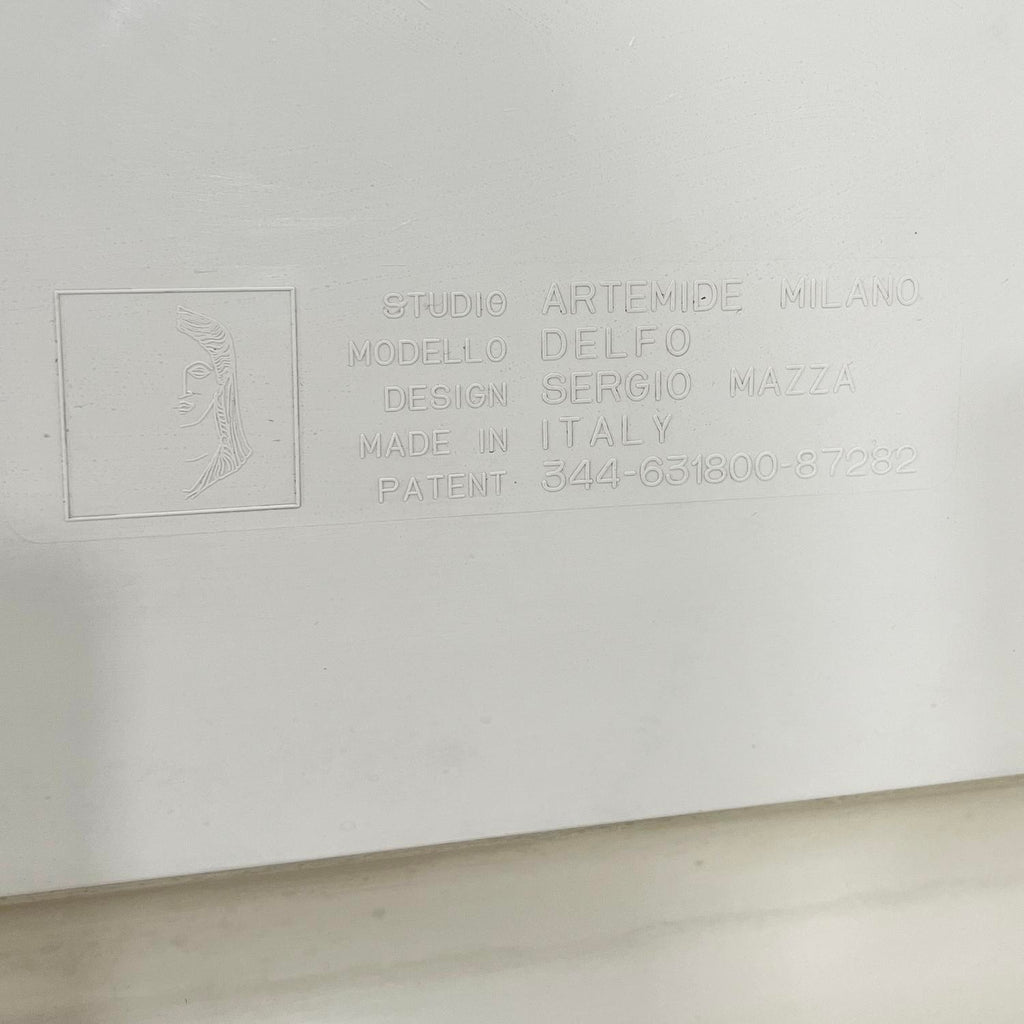 STUDIO ARTEMIDE MILANO
MODELLO DELFO
DESIGN SERGIO MAZZA
MADE IN ITALY
PATENT 344-631800-87282